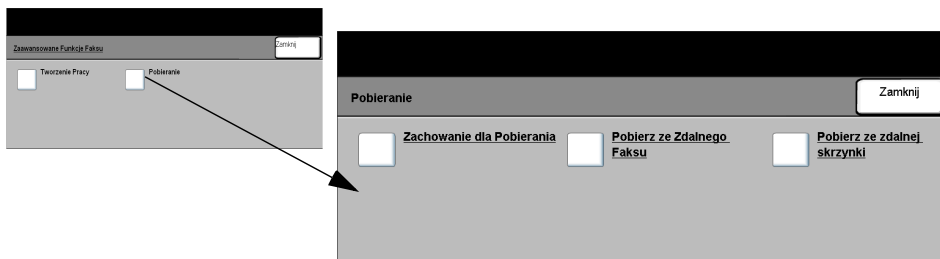 Zaawansowane Funkcje Faksu
Zamknij
Tworzenie Pracy
Pobieranie
Pobieranie
Zamknij
Zachowanie dla Pobierania
Pobierz ze Zdalnego
Faksu
Pobierz ze zdalnej
skrzynki